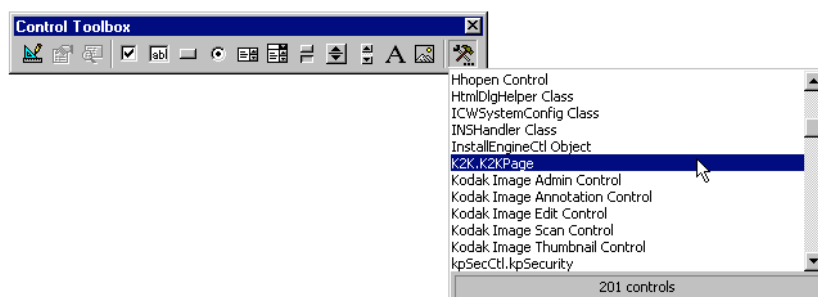 Control Toolbox
abl
A
Hhopen Control
HtmlDlgHelper Class
ICWSystemConfig Class
INSHandler Class
InstallEngineCtl Object
K2K.K2KPage
Kodak Image Admin Control
Kodak Image Annotation Control
Kodak Image Edit Control
Kodak Image Scan Control
Kodak Image Thumbnail Control
kpSecCtl.kpSecurity
201 controls